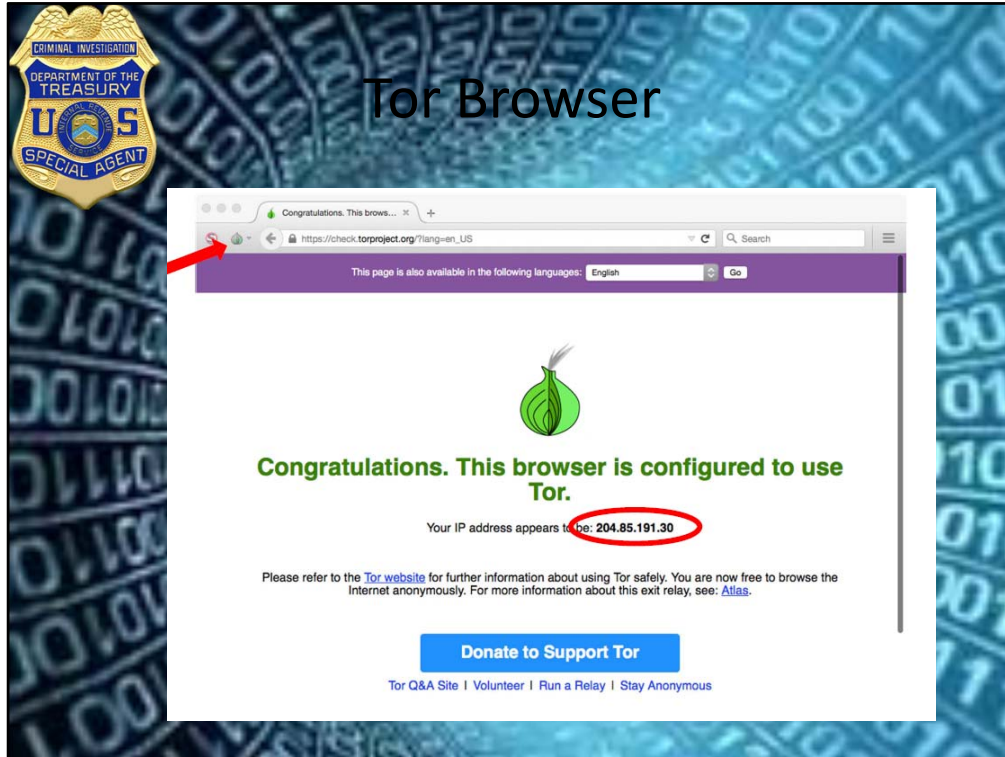 CRIMINAL INVESTIGATION
DEPARTMENT OF THE
TREASURY
U S
INTERNAL REVENUE
SERVICE
SPECIAL AGENT
Tor Browser
Congratulations. This brows... × +
https://check.torproject.org/?lang=en_US
Search
This page is also available in the following languages: English Go
Congratulations. This browser is configured to use
Tor.
Your IP address appears to be: 204.85.191.30
Please refer to the Tor website for further information about using Tor safely. You are now free to browse the
Internet anonymously. For more information about this exit relay, see: Atlas.
Donate to Support Tor
Tor Q&A Site | Volunteer | Run a Relay | Stay Anonymous